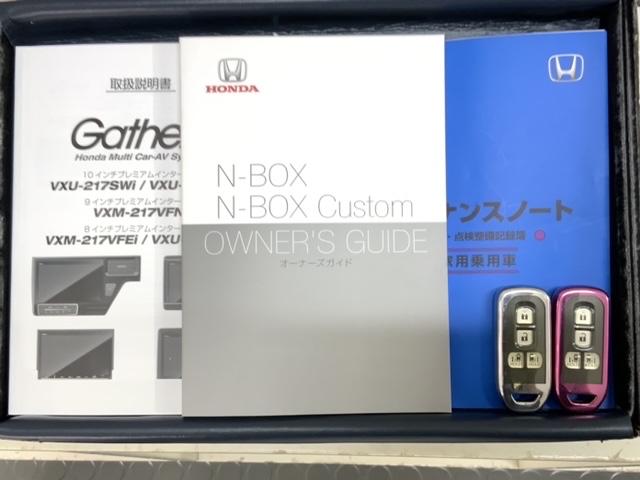 取扱説明書
Gathe
Honda Multi Car-AV Sy
10インチプレミアムインター
VXU-217SWi / VXU-
9インチプレミアムインター
VXM-217VFN
8インチプレミアムインター
VXM-217VFEi / VXU
HONDA
N-BOX
N-BOX Custom
OWNER'S GUIDE
オーナーズガイド
ナンスノート
・点検整備記録簿
家用乗用車